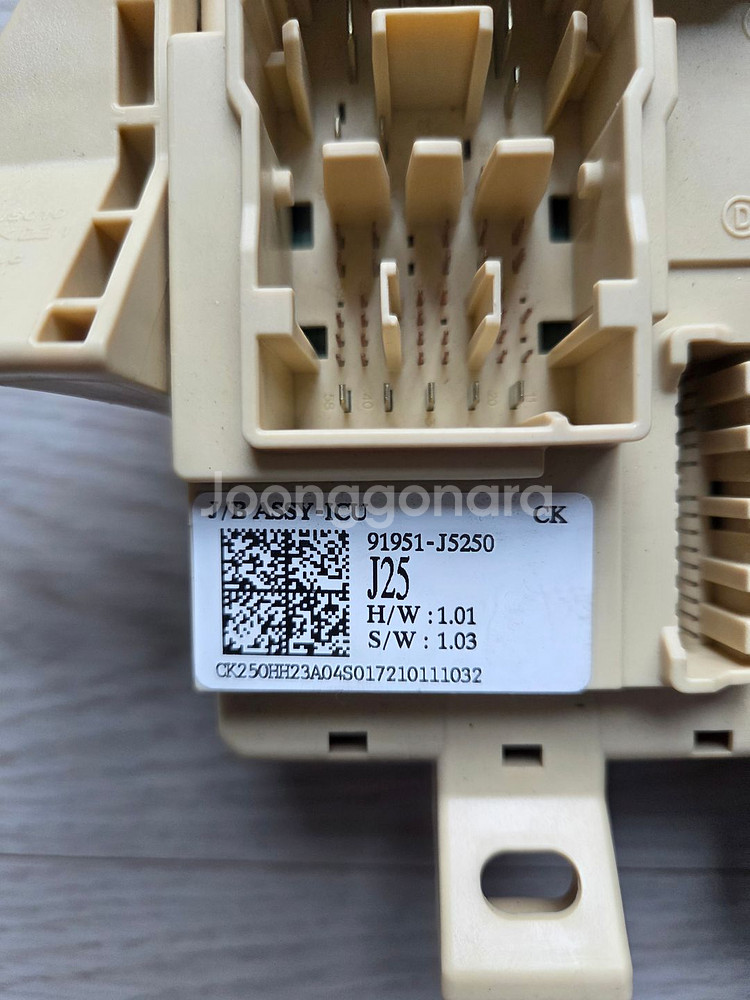 D
Joonggonara
J/B ASSY-ICU CK
91951-J5250
J25
H/W : 1.01
S/W : 1.03
CK250HH23A04S017210111032